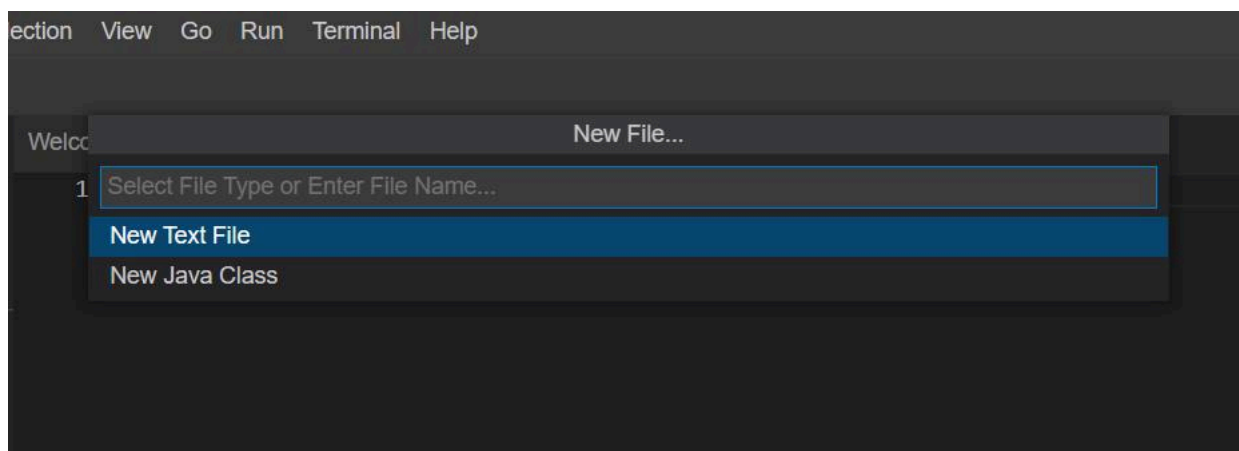 ection View Go Run Terminal Help
New File...
Welcc
1 Select File Type or Enter File Name...
New Text File
New Java Class